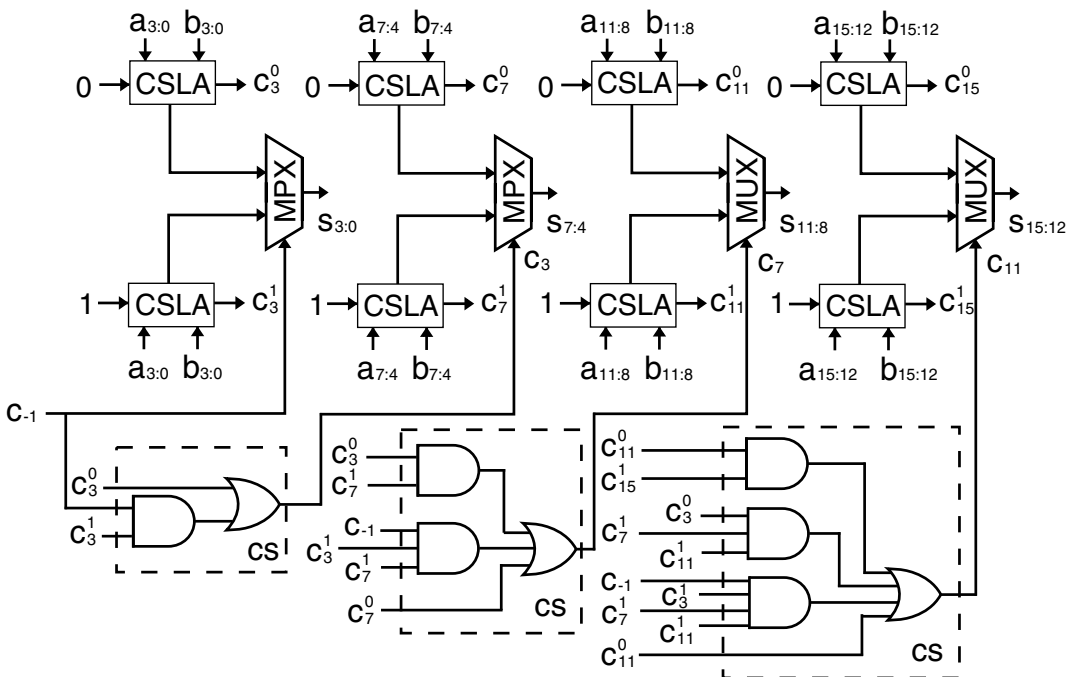 a3:0 b3:0 a7:4 b7:4 a11:8 b11:8 a15:12 b15:12
0 CSLA C⁰3 0 CSLA C⁰7 0 CSLA C⁰11 0 CSLA C⁰15
MPX MPX MUX MUX
S3:0 S7:4 S11:8 S15:12
C3 C7 C11
1 CSLA C¹3 1 CSLA C¹7 1 CSLA C¹11 1 CSLA C¹15
a3:0 b3:0 a7:4 b7:4 a11:8 b11:8 a15:12 b15:12
C-1
C⁰3
C¹3
CS
C⁰3
C¹7
C-1
C¹3
C¹7
C⁰7
CS
C⁰11
C¹15
C⁰3
C¹7
C¹11
C-1
C¹3
C¹7
C¹11
C⁰11
CS